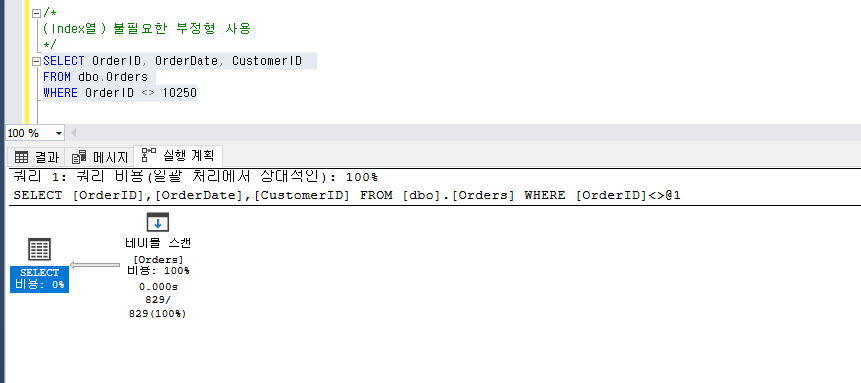 /*
(Index열) 불필요한 부정형 사용
*/
SELECT OrderID, OrderDate, CustomerID
FROM dbo.Orders
WHERE OrderID <> 10250
100 %
결과 메시지 실행 계획
쿼리 1: 쿼리 비용(일괄 처리에서 상대적인): 100%
SELECT [OrderID],[OrderDate],[CustomerID] FROM [dbo].[Orders] WHERE [OrderID]<>@1
SELECT
비용: 0%
테이블 스캔
[Orders]
비용: 100%
0.000s
829/
829(100%)